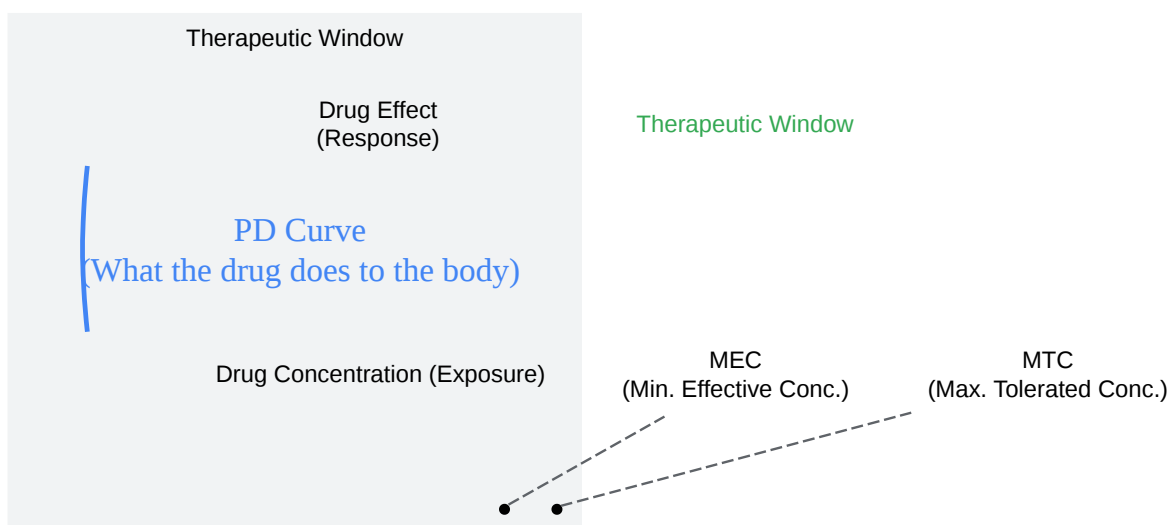 Therapeutic Window
Drug Effect
(Response)
Therapeutic Window
PD Curve
(What the drug does to the body)
Drug Concentration (Exposure)
MEC
(Min. Effective Conc.)
MTC
(Max. Tolerated Conc.)